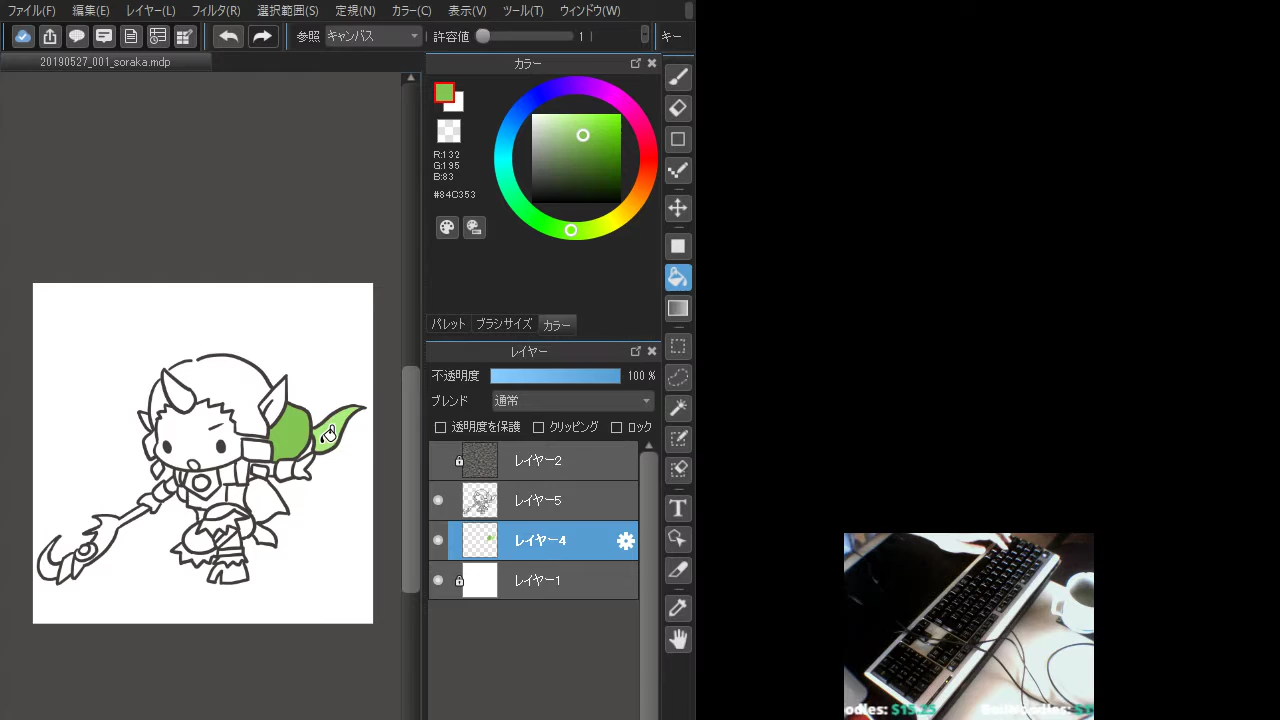 ファイル(F) 編集(E) レイヤー(L) フィルタ(R) 選択範囲(S) 定規(N) カラー(C) 表示(V) ツール(T) ウィンドウ(W)
参照 キャンバス 許容値 1 キー
20190527_001_soraka.mdp
カラー
R:132
G:195
B:83
#84C353
パレット ブラシサイズ カラー
レイヤー
不透明度 100 %
ブレンド 通常
透明度を保護 クリッピング ロック
レイヤー2
レイヤー5
レイヤー4
レイヤー1
T
odles: $15.25